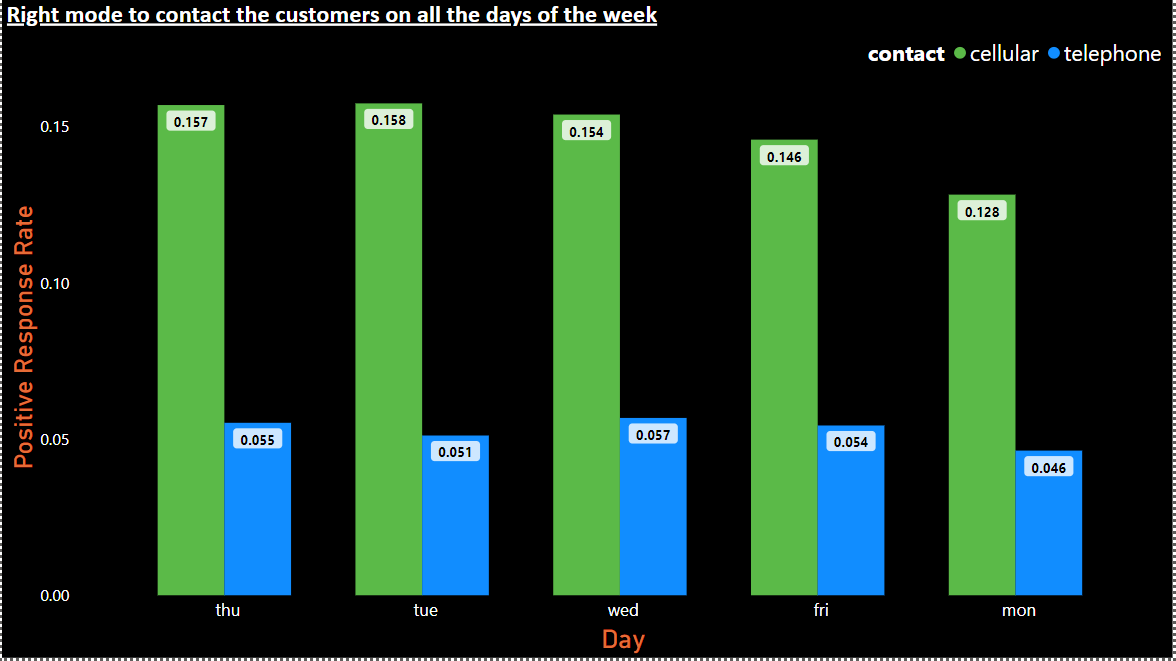 Right mode to contact the customers on all the days of the week
contact cellular telephone
0.15
0.10
0.05
0.00
Positive Response Rate
0.157
0.055
0.158
0.051
0.154
0.057
0.146
0.054
0.128
0.046
thu tue wed fri mon
Day